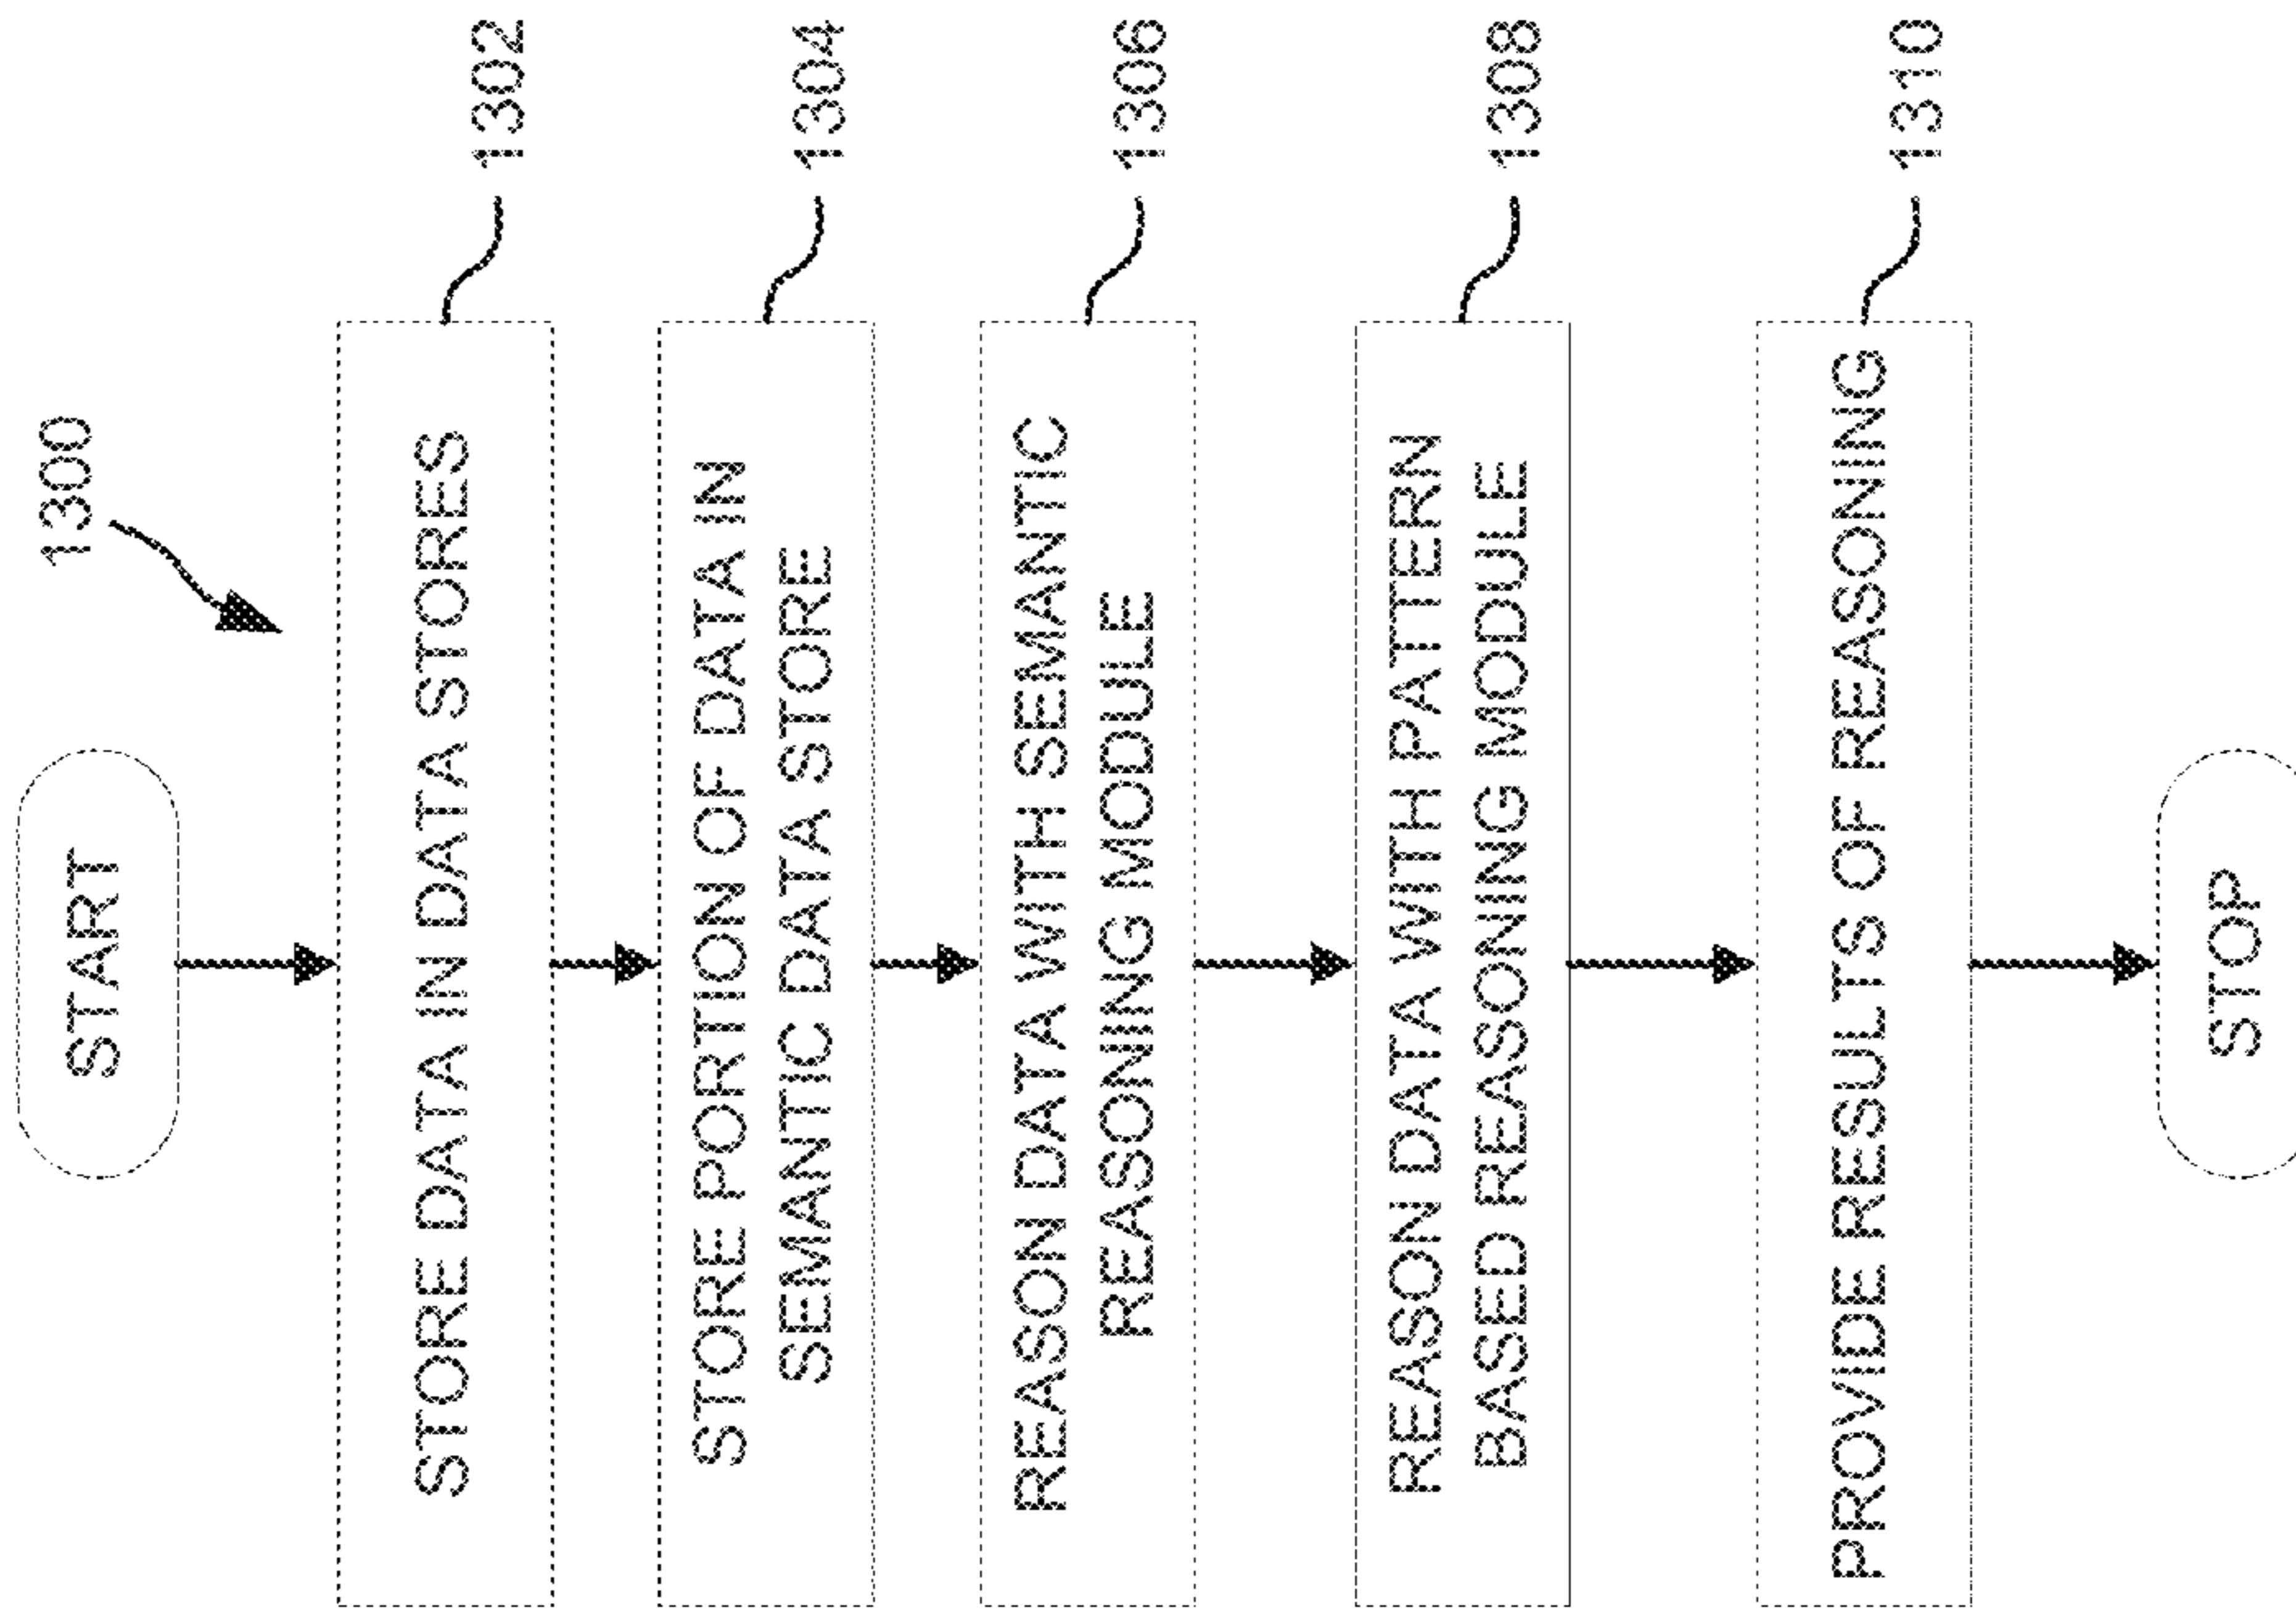 1300
START
STORE DATA IN DATA STORES
1302
STORE PORTION OF DATA IN
SEMANTIC DATA STORE
1304
REASON DATA WITH SEMANTIC
REASONING MODULE
1306
REASON DATA WITH PATTERN
BASED REASONING MODULE
1308
PROVIDE RESULTS OF REASONING
1310
STOP